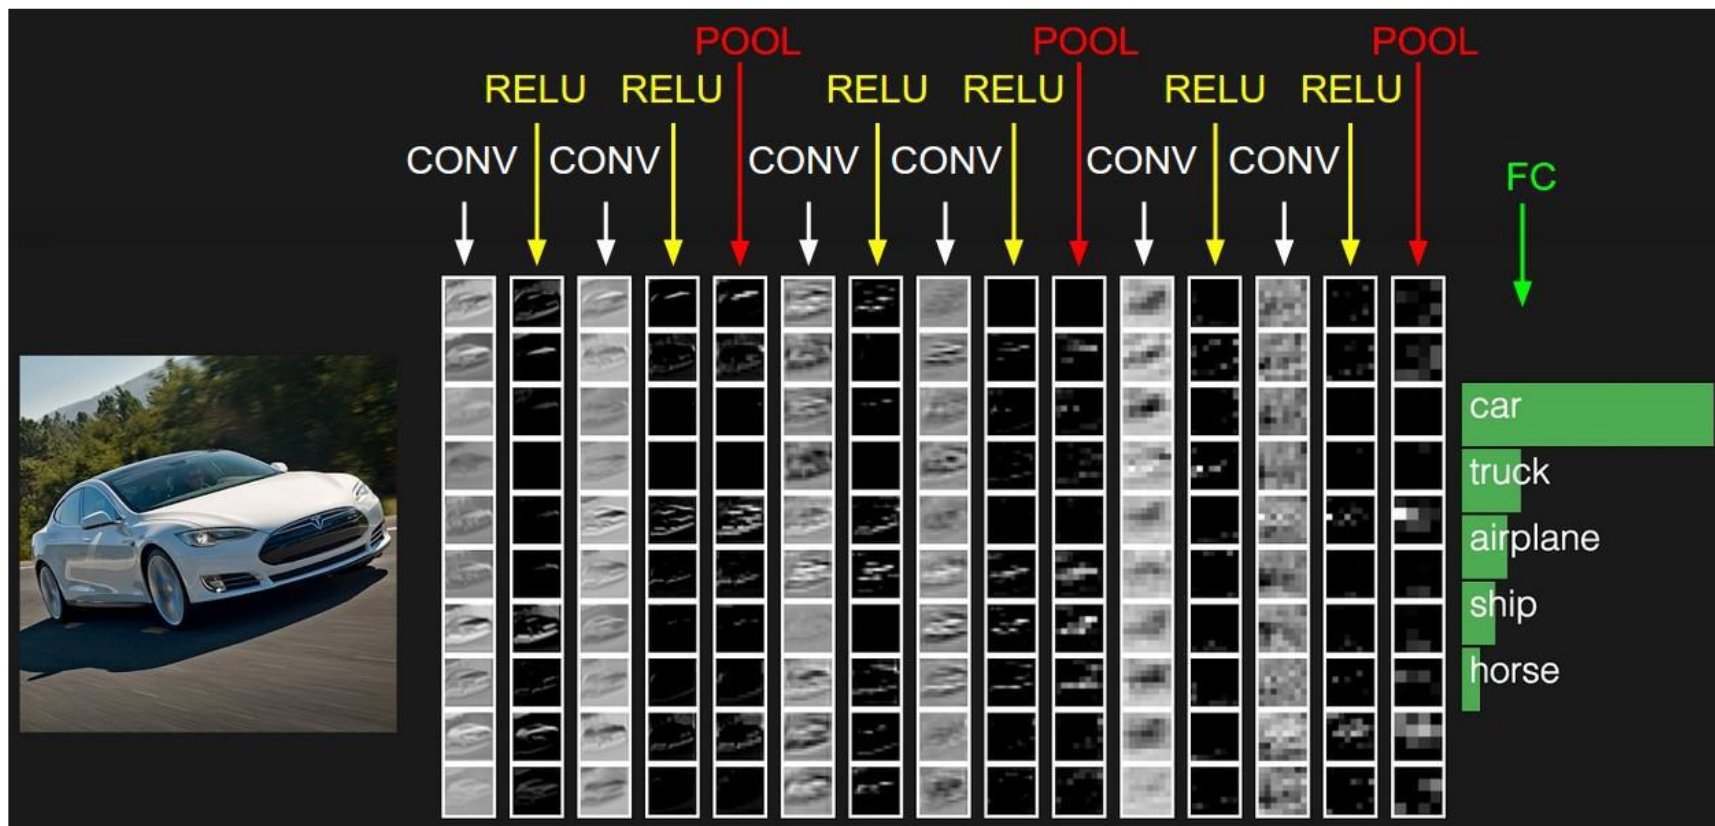 POOL POOL POOL
RELU RELU RELU RELU RELU RELU
CONV CONV CONV CONV CONV CONV
FC
car
truck
airplane
ship
horse